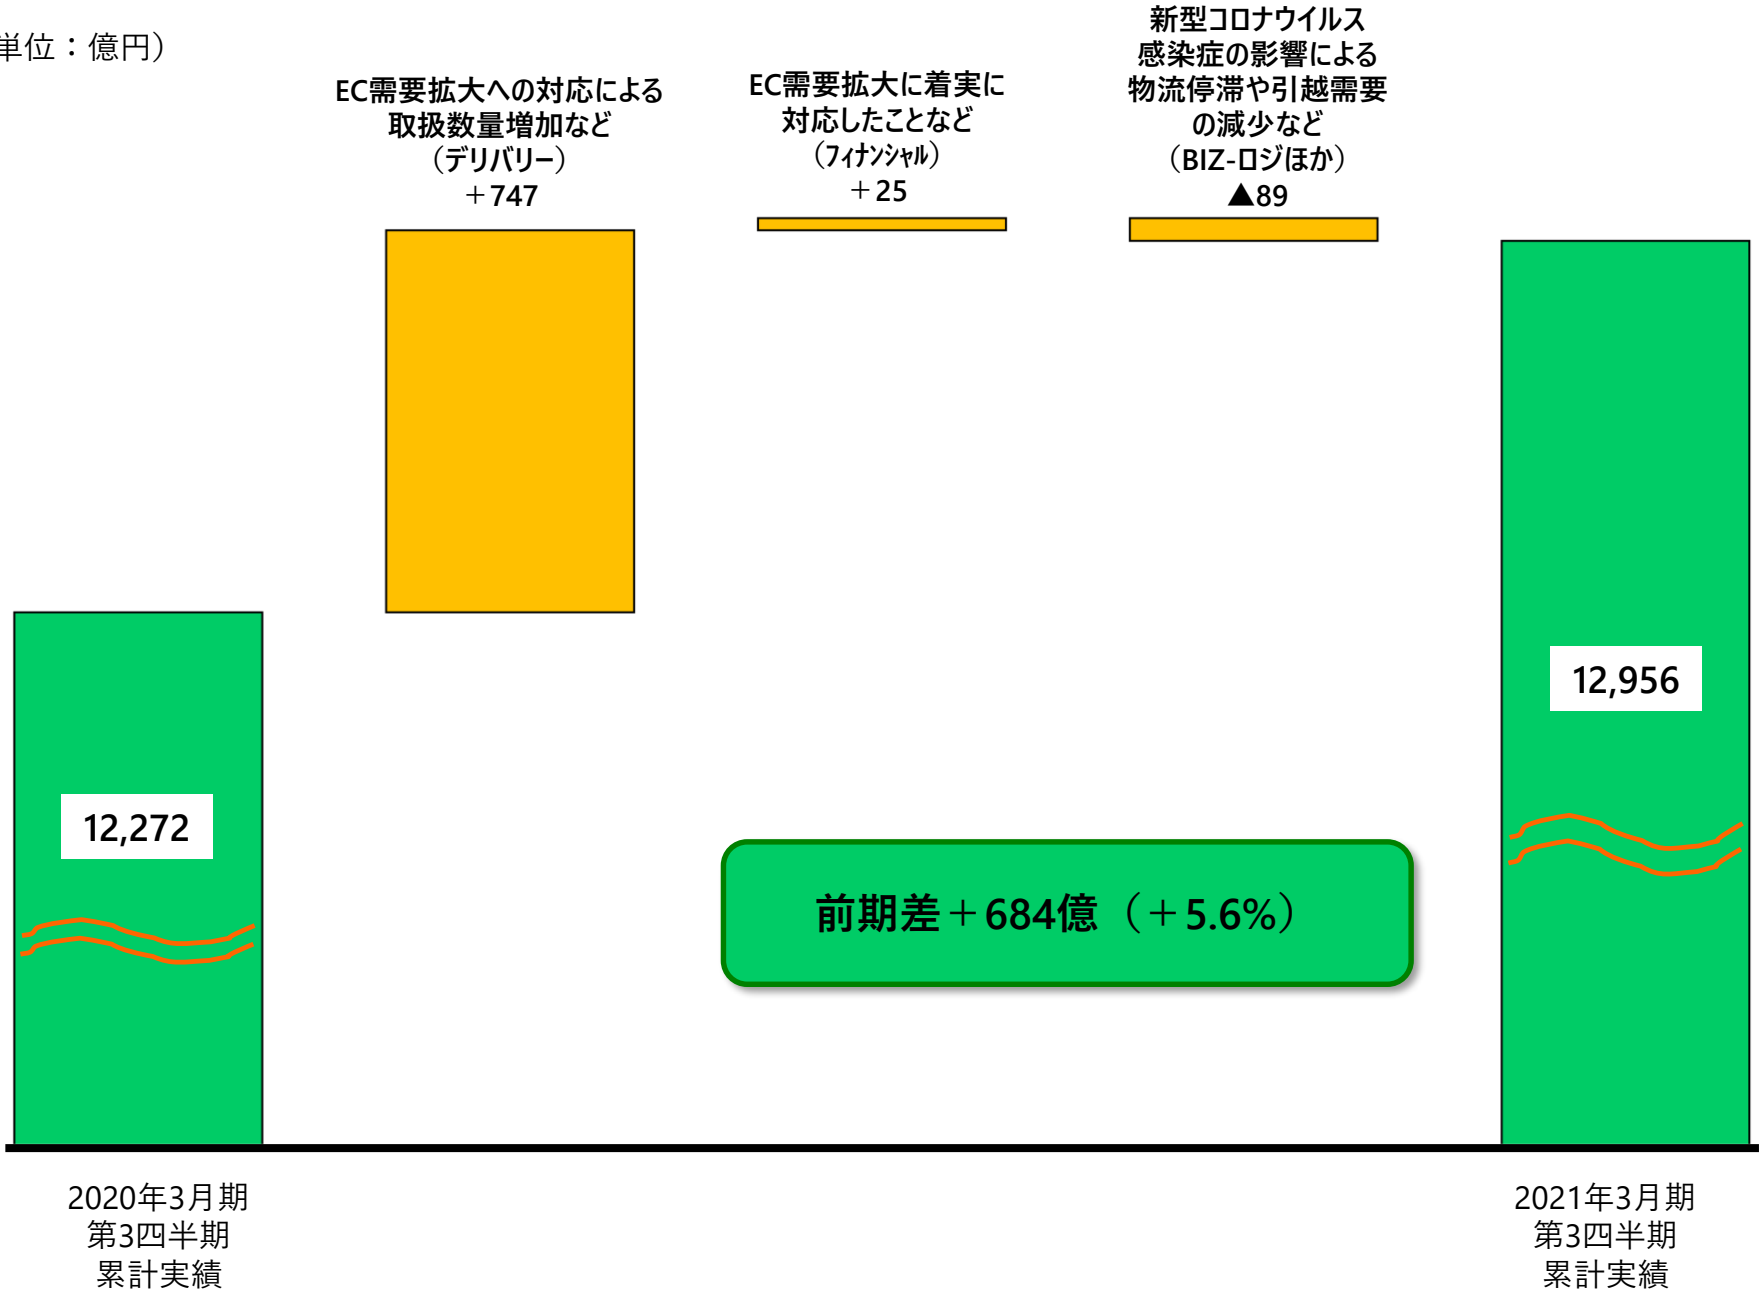 単位：億円）
EC需要拡大への対応による
取扱数量増加など
（デリバリー）
＋747
EC需要拡大に着実に
対応したことなど
（ﾌｨﾅﾝｼｬﾙ）
＋25
新型コロナウイルス
感染症の影響による
物流停滞や引越需要
の減少など
（BIZ-ロジほか）
▲89
12,272
12,956
前期差＋684億（＋5.6%）
2020年3月期
第3四半期
累計実績
2021年3月期
第3四半期
累計実績